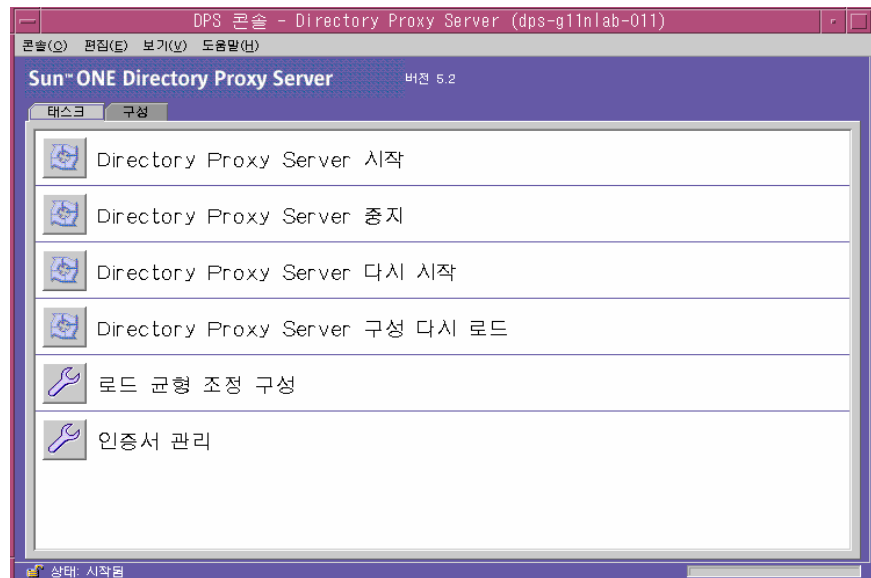 DPS 콘솔 - Directory Proxy Server (dps-g11nlab-011)
콘솔(O) 편집(E) 보기(V) 도움말(H)
Sun™ ONE Directory Proxy Server 버전 5.2
태스크 구성
Directory Proxy Server 시작
Directory Proxy Server 중지
Directory Proxy Server 다시 시작
Directory Proxy Server 구성 다시 로드
로드 균형 조정 구성
인증서 관리
상태: 시작됨